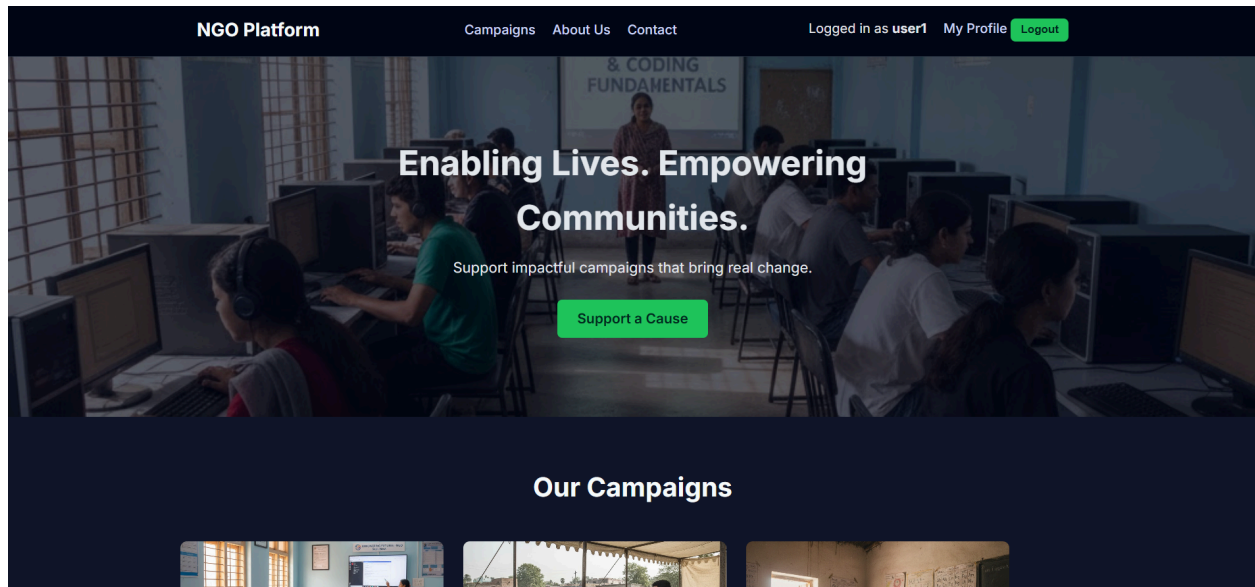 NGO Platform
Campaigns About Us Contact
Logged in as user1 My Profile Logout
& CODING
FUNDAMENTALS
Enabling Lives. Empowering
Communities.
Support impactful campaigns that bring real change.
Support a Cause
Our Campaigns